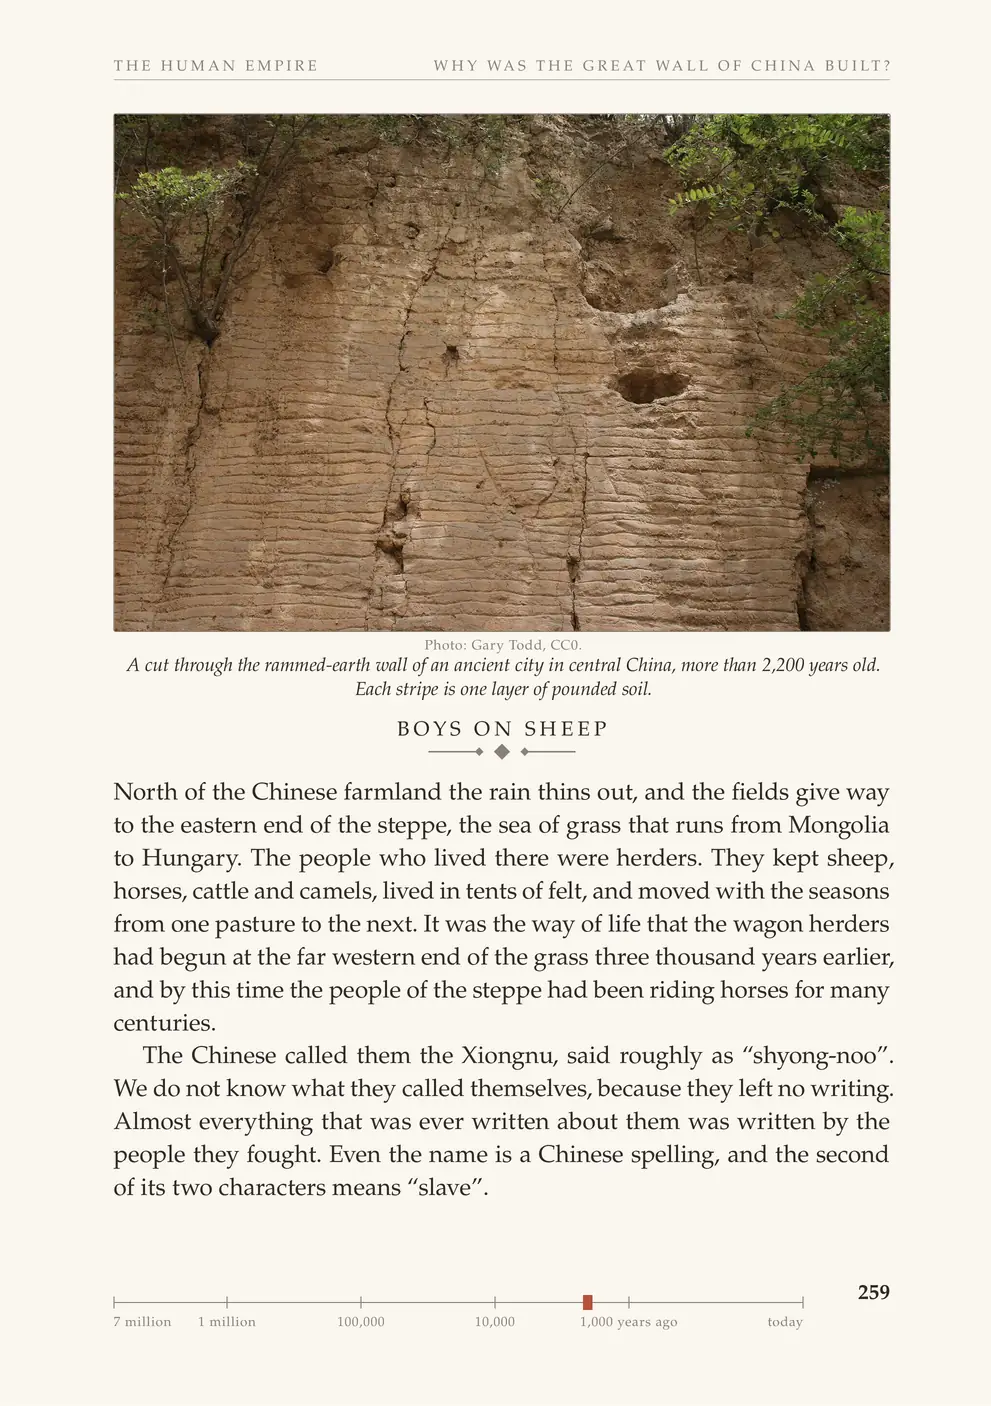 THE HUMAN EMPIRE
WHY WAS THE GREAT WALL OF CHINA BUILT?
Photo: Gary Todd, CC0.
A cut through the rammed-earth wall of an ancient city in central China, more than 2,200 years old.
Each stripe is one layer of pounded soil.
BOYS ON SHEEP
North of the Chinese farmland the rain thins out, and the fields give way
to the eastern end of the steppe, the sea of grass that runs from Mongolia
to Hungary. The people who lived there were herders. They kept sheep,
horses, cattle and camels, lived in tents of felt, and moved with the seasons
from one pasture to the next. It was the way of life that the wagon herders
had begun at the far western end of the grass three thousand years earlier,
and by this time the people of the steppe had been riding horses for many
centuries.
The Chinese called them the Xiongnu, said roughly as “shyong-noo”.
We do not know what they called themselves, because they left no writing.
Almost everything that was ever written about them was written by the
people they fought. Even the name is a Chinese spelling, and the second
of its two characters means “slave”.
259
7 million
1 million
100,000
10,000
1,000 years ago
today